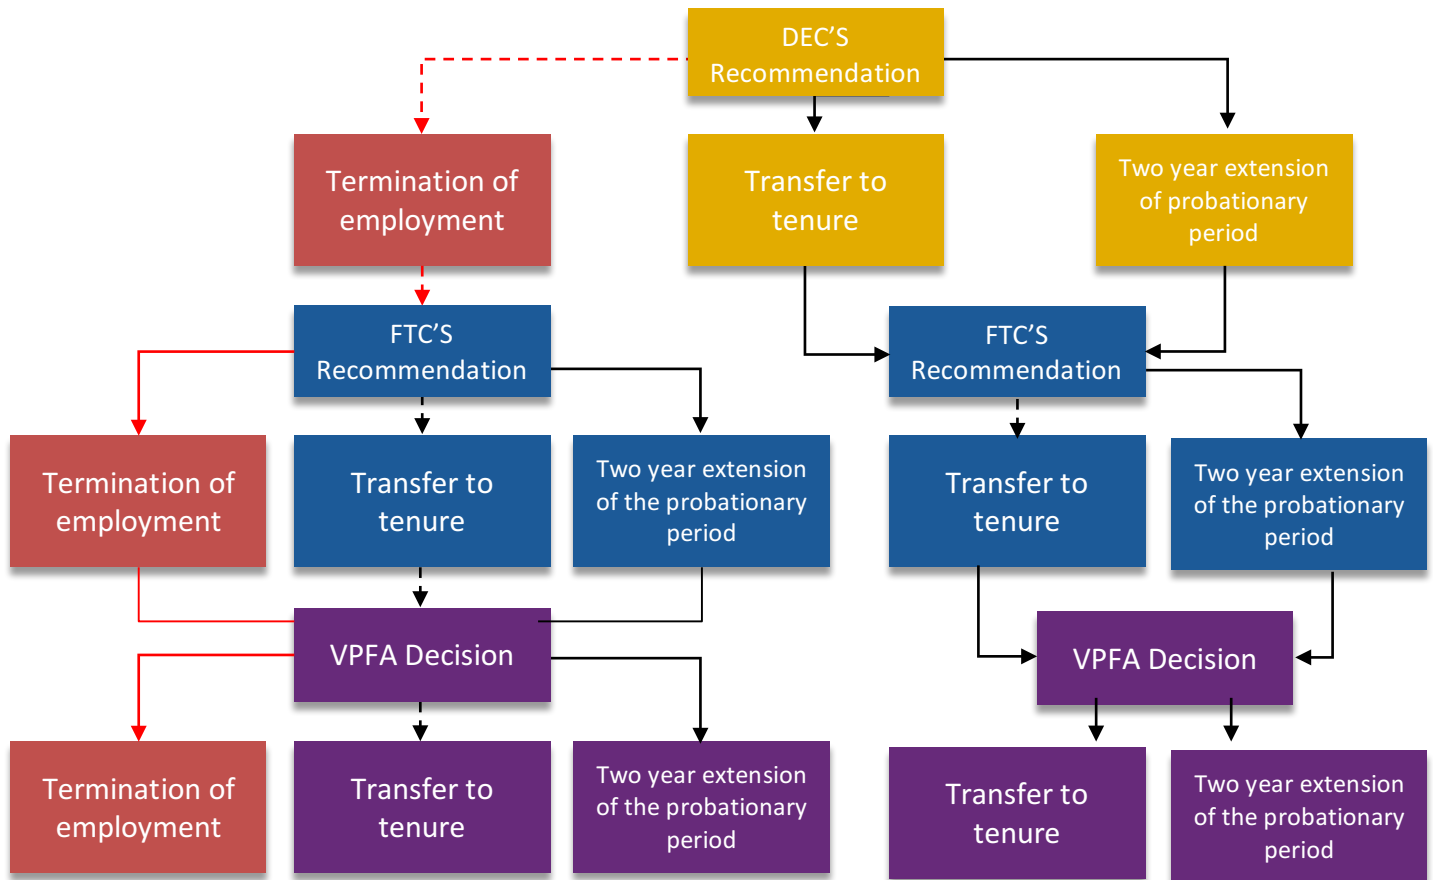 DEC’S
Recommendation
Termination of
employment
Transfer to
tenure
Two year extension
of probationary
period
FTC’S
Recommendation
FTC’S
Recommendation
Termination of
employment
Transfer to
tenure
Two year extension
of the probationary
period
Transfer to
tenure
Two year extension
of the probationary
period
VPFA Decision
VPFA Decision
Termination of
employment
Transfer to
tenure
Two year extension
of the probationary
period
Transfer to
tenure
Two year extension
of the probationary
period